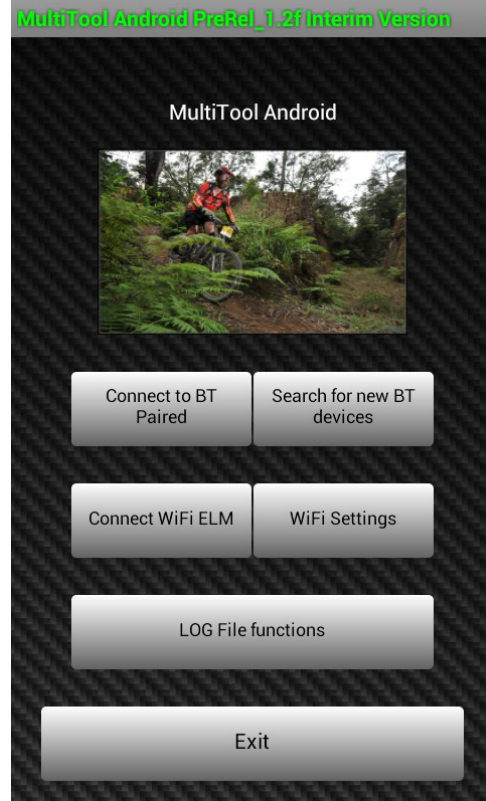 MultiTool Android PreRel_1.2f Interim Version
MultiTool Android
Connect to BT
Paired
Search for new BT
devices
Connect WiFi ELM
WiFi Settings
LOG File functions
Exit